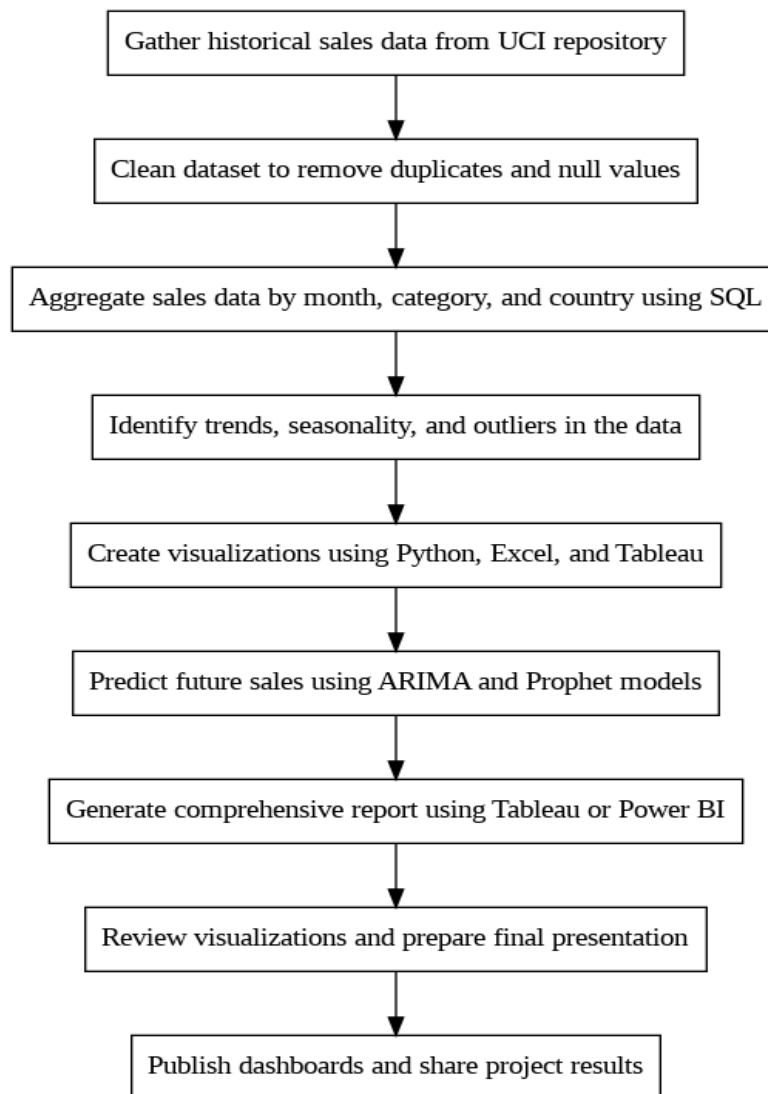 Gather historical sales data from UCI repository
Clean dataset to remove duplicates and null values
Aggregate sales data by month, category, and country using SQL
Identify trends, seasonality, and outliers in the data
Create visualizations using Python, Excel, and Tableau
Predict future sales using ARIMA and Prophet models
Generate comprehensive report using Tableau or Power BI
Review visualizations and prepare final presentation
Publish dashboards and share project results